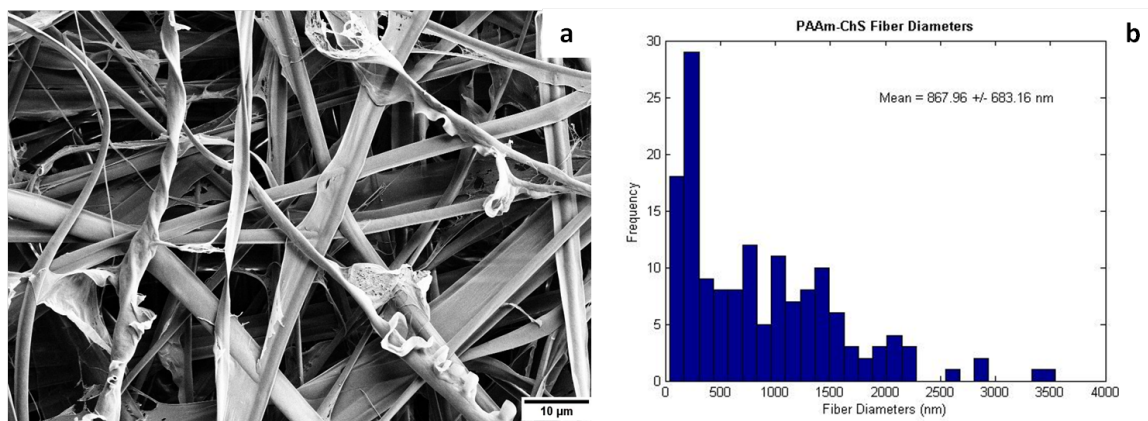 a
10 µm
PAAm-ChS Fiber Diameters
b
Mean = 867.96 +/- 683.16 nm
Frequency
30
25
20
15
10
5
0
0 500 1000 1500 2000 2500 3000 3500 4000
Fiber Diameters (nm)